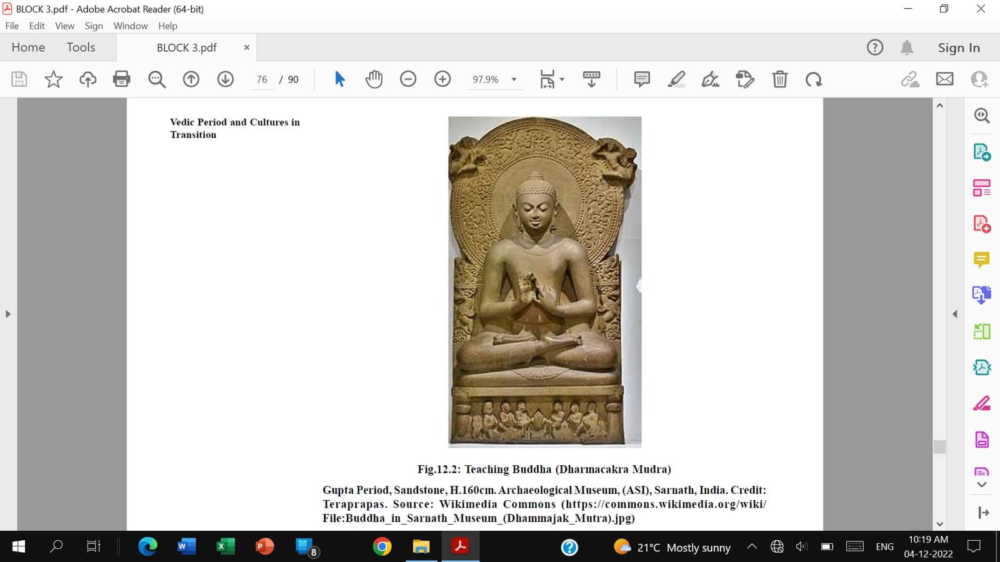 BLOCK 3.pdf - Adobe Acrobat Reader (64-bit)
File Edit View Sign Window Help
Home Tools BLOCK 3.pdf × Sign In
76 / 90 97.9%
Vedic Period and Cultures in
Transition
Fig.12.2: Teaching Buddha (Dharmacakra Mudra)
Gupta Period, Sandstone, H.160cm. Archaeological Museum, (ASI), Sarnath, India. Credit:
Teraprapas. Source: Wikimedia Commons (https://commons.wikimedia.org/wiki/
File:Buddha_in_Sarnath_Museum_(Dhammajak_Mutra).jpg)
8
21°C Mostly sunny
ENG
10:19 AM
04-12-2022